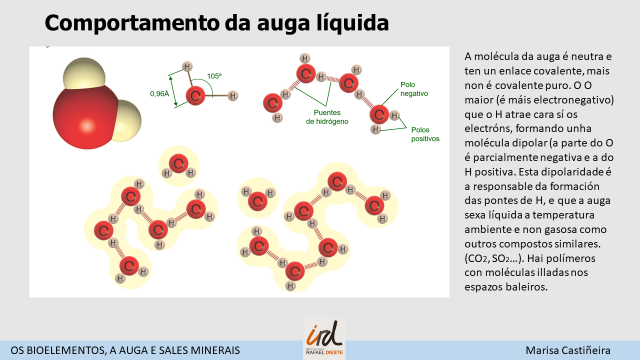 Comportamento da auga líquida
H
0,96Å
105º
C
H
H
C
H
H
C
H
C
H
C
H
H
Polo
negativo
Puentes
de hidrógeno
Polos
positivos
C
H
H
C
H
H
C
H
H
C
H
H
C
H
H
C
H
H
C
H
H
C
H
H
C
H
H
C
H
H
C
H
H
C
H
H
A molécula da auga é neutra e
ten un enlace covalente, mais
non é covalente puro. O O
maior (é máis electronegativo)
que o H atrae cara sí os
electróns, formando unha
molécula dipolar (a parte do O
é parcialmente negativa e a do
H positiva. Esta dipolaridade é
a responsable da formación
das pontes de H, e que a auga
sexa líquida a temperatura
ambiente e non gasosa como
outros compostos similares.
(CO2, SO2...). Hai polímeros
con moléculas illadas nos
espazos baleiros.
OS BIOELEMENTOS, A AUGA E SALES MINERAIS
ird
RAFAEL DIESTE
Marisa Castiñeira